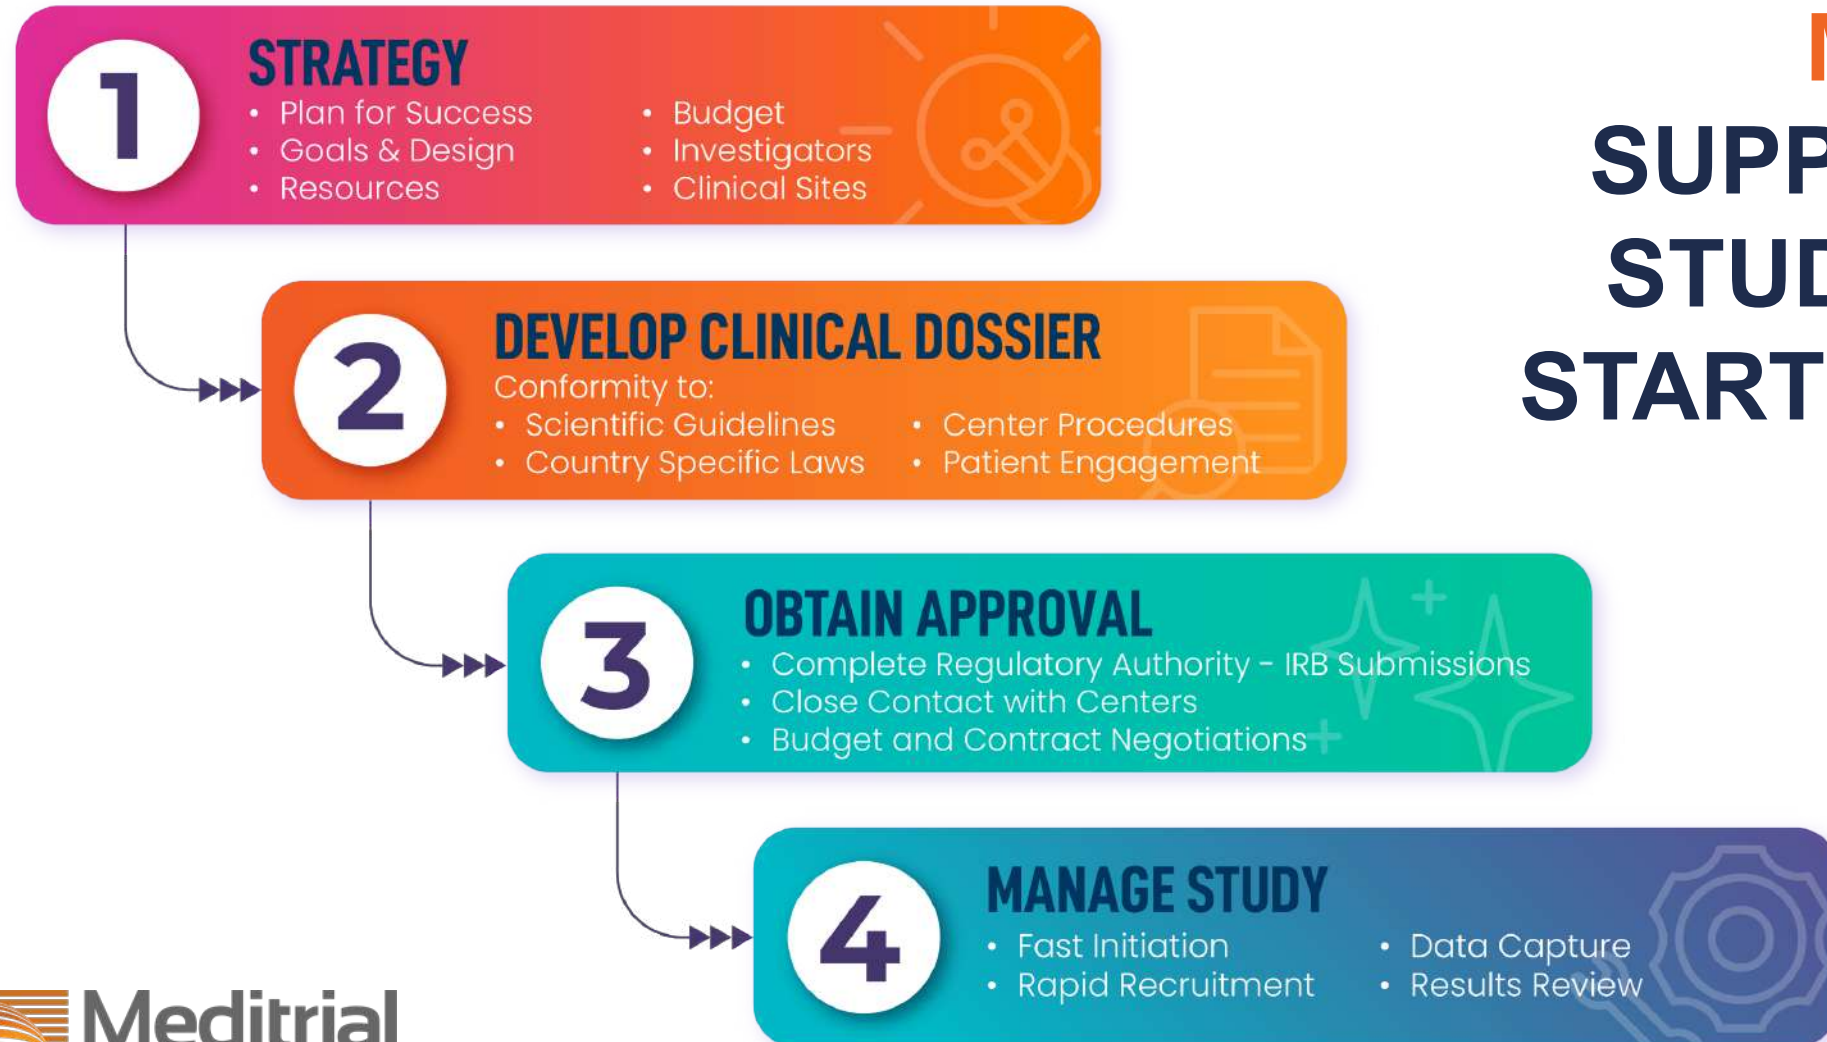 1
STRATEGY
• Plan for Success
• Goals & Design
• Resources
• Budget
• Investigators
• Clinical Sites
2
DEVELOP CLINICAL DOSSIER
Conformity to:
• Scientific Guidelines
• Country Specific Laws
• Center Procedures
• Patient Engagement
3
OBTAIN APPROVAL
• Complete Regulatory Authority - IRB Submissions
• Close Contact with Centers
• Budget and Contract Negotiations
4
MANAGE STUDY
• Fast Initiation
• Rapid Recruitment
• Data Capture
• Results Review
START
Meditrial